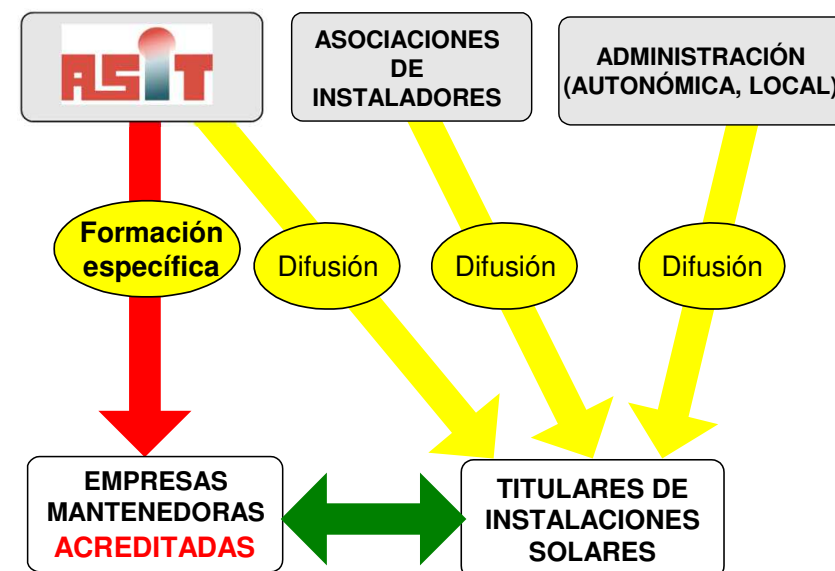 ASIT
ASOCIACIONES
DE
INSTALADORES
ADMINISTRACIÓN
(AUTONÓMICA, LOCAL)
Formación
específica
Difusión
Difusión
Difusión
EMPRESAS
MANTENEDORAS
ACREDITADAS
TITULARES DE
INSTALACIONES
SOLARES